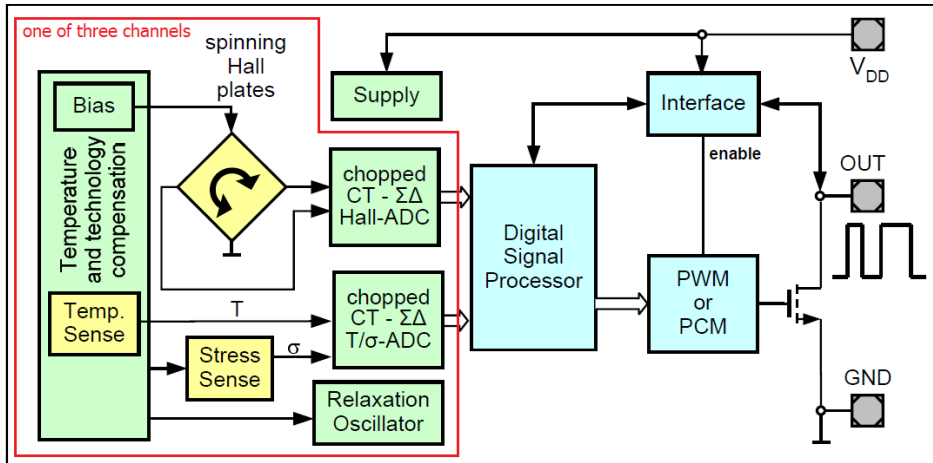 one of three channels
spinning
Hall
plates
Bias
Temperature
and technology
compensation
Temp.
Sense
T
Stress
Sense
σ
chopped
CT - ΣΔ
Hall-ADC
chopped
CT - ΣΔ
T/σ-ADC
Relaxation
Oscillator
Supply
Digital
Signal
Processor
Interface
enable
PWM
or
PCM
VDD
OUT
GND